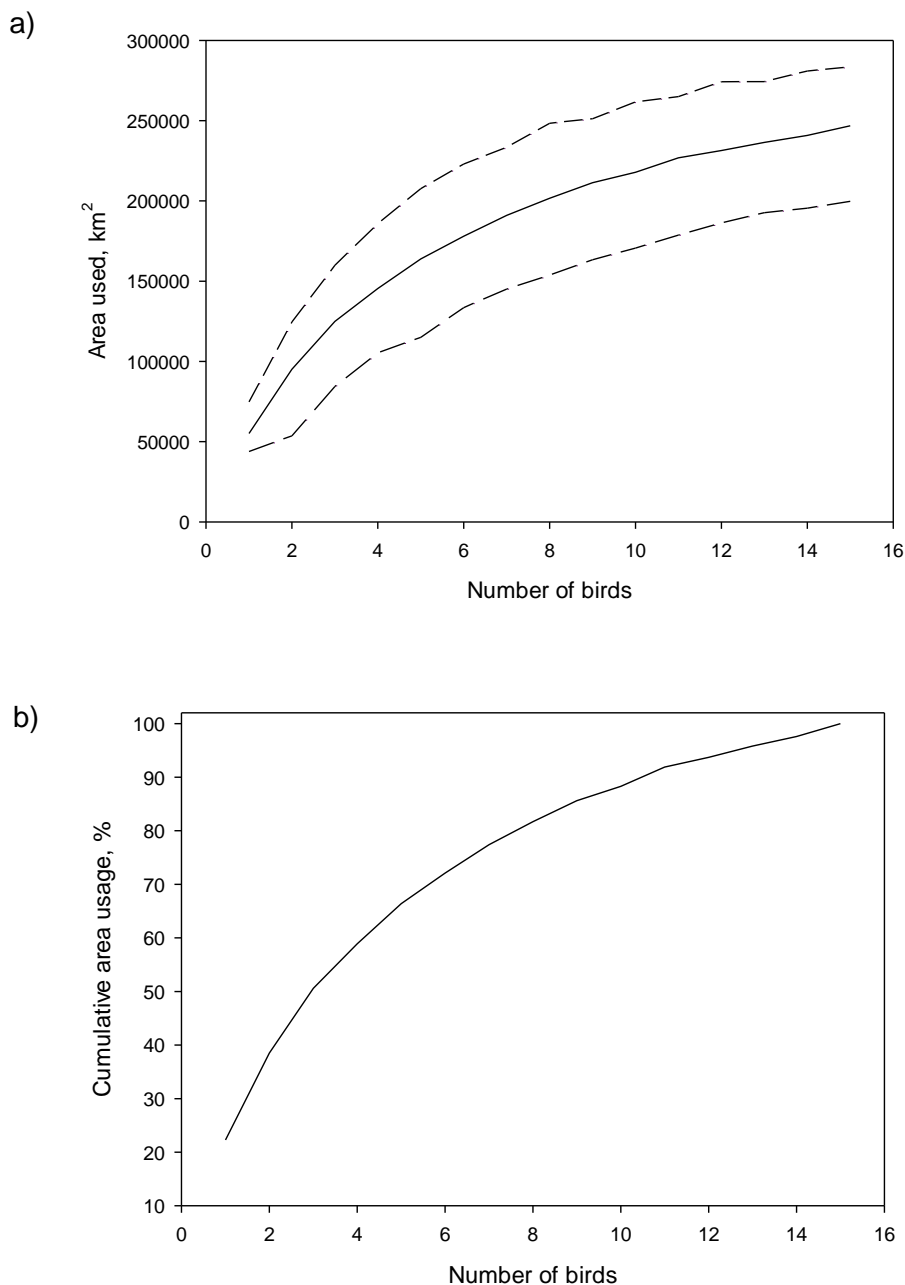 a)
300000
250000
200000
150000
100000
50000
0
Area used, km²
0 2 4 6 8 10 12 14 16
Number of birds
b)
100
90
80
70
60
50
40
30
20
10
Cumulative area usage, %
0 2 4 6 8 10 12 14 16
Number of birds